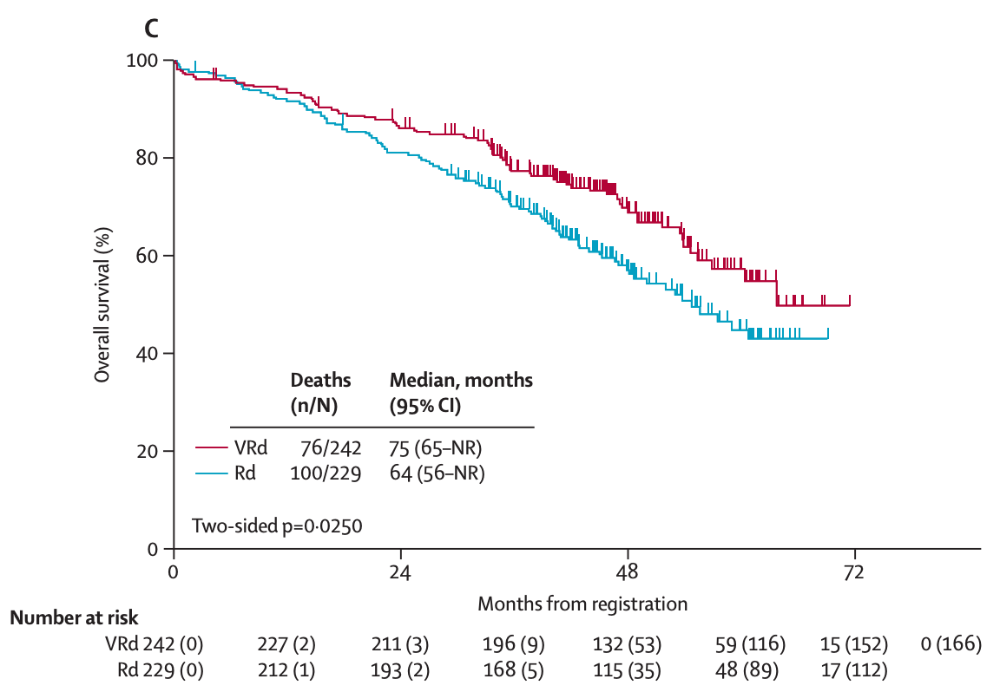 C
100
80
60
40
20
0
Overall survival (%)
Deaths (n/N)
Median, months (95% CI)
VRd 76/242 75 (65–NR)
Rd 100/229 64 (56–NR)
Two-sided p=0·0250
0 24 48 72
Months from registration
Number at risk
VRd 242 (0) 227 (2) 211 (3) 196 (9) 132 (53) 59 (116) 15 (152) 0 (166)
Rd 229 (0) 212 (1) 193 (2) 168 (5) 115 (35) 48 (89) 17 (112)